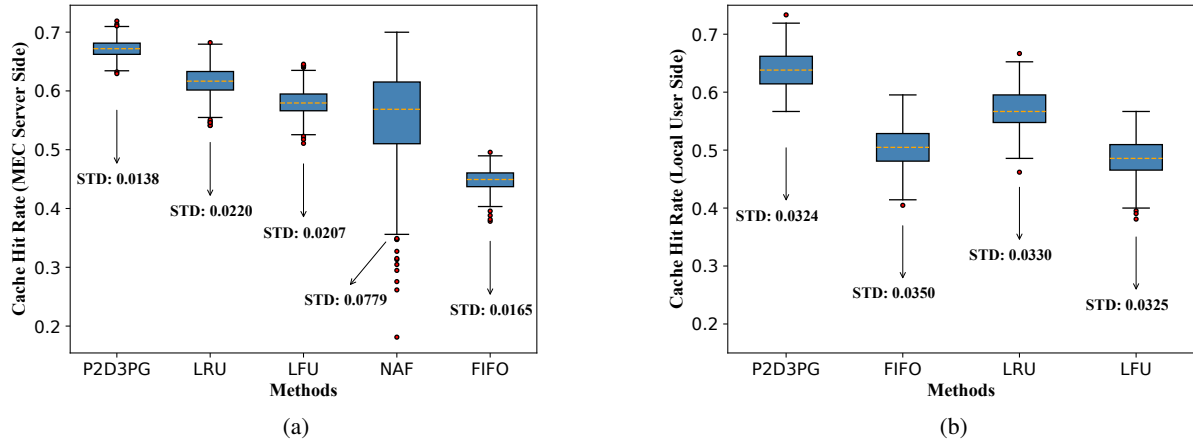 Cache Hit Rate (MEC Server Side)
0.7
0.6
0.5
0.4
0.3
0.2
STD: 0.0138
STD: 0.0220
STD: 0.0207
STD: 0.0779
STD: 0.0165
P2D3PG LRU LFU NAF FIFO
Methods
(a)
Cache Hit Rate (Local User Side)
0.7
0.6
0.5
0.4
0.3
0.2
STD: 0.0324
STD: 0.0350
STD: 0.0330
STD: 0.0325
P2D3PG FIFO LRU LFU
Methods
(b)